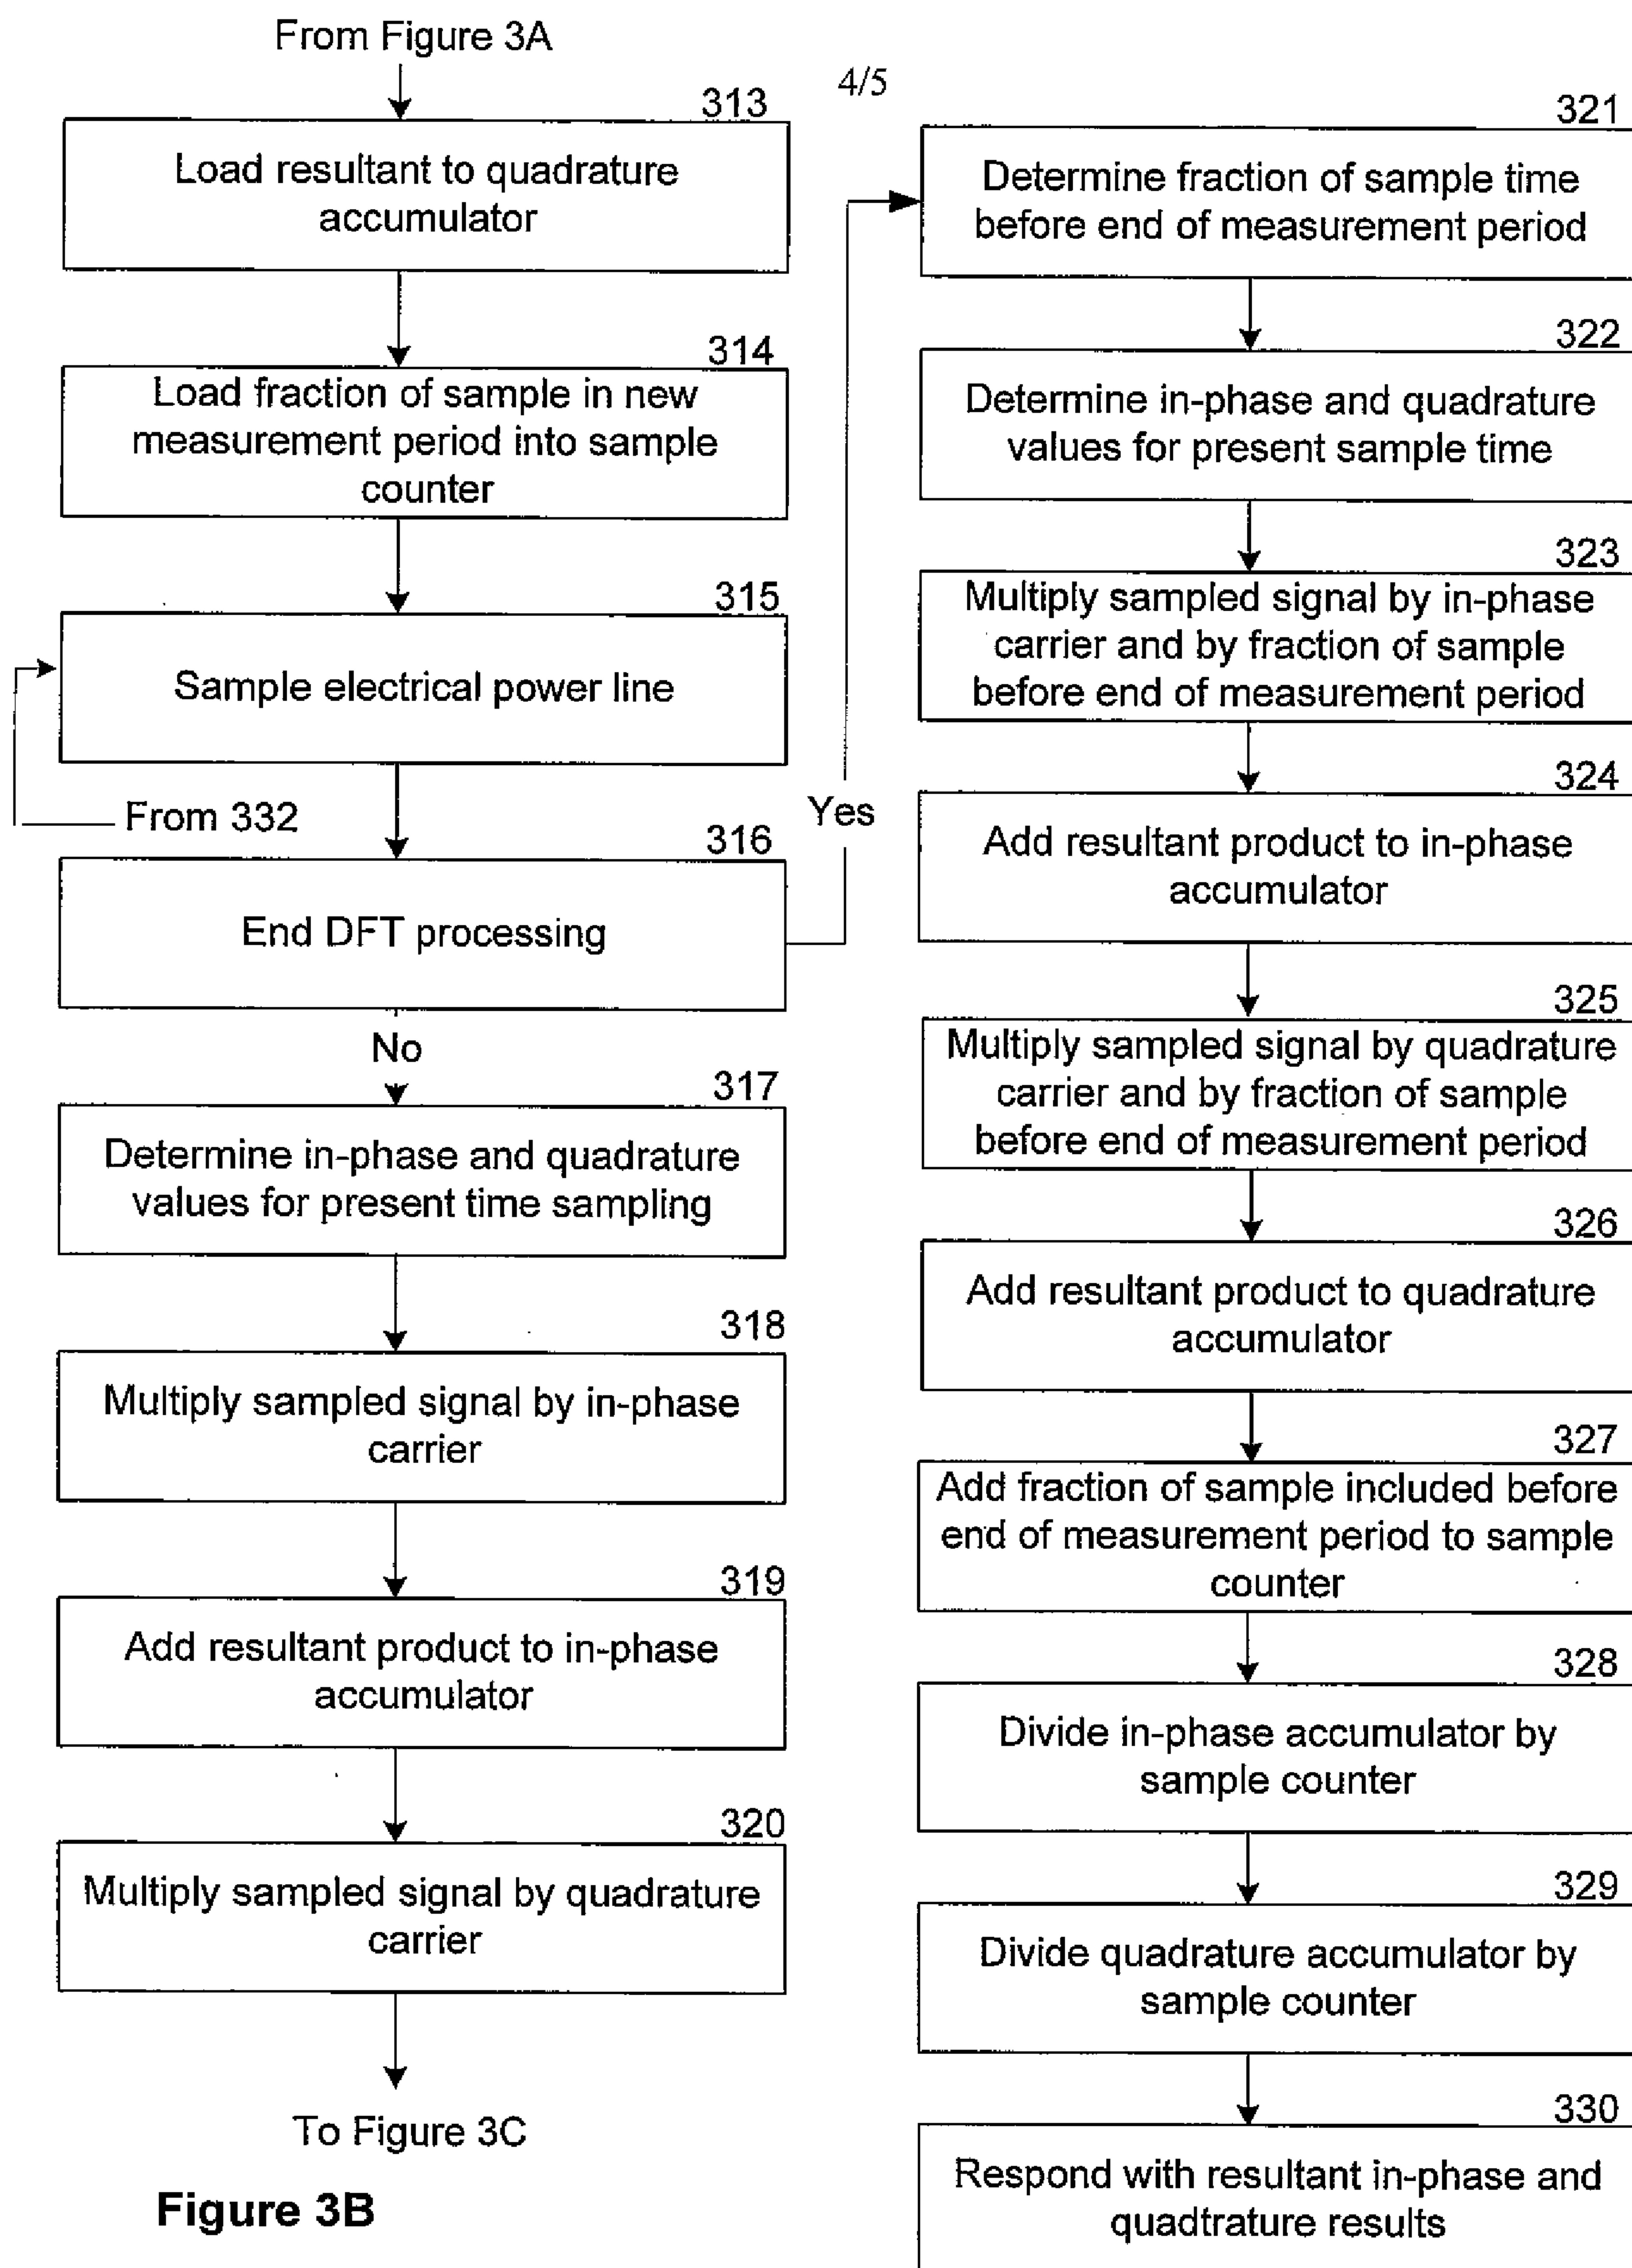 From Figure 3A
4/5
313
Load resultant to quadrature
accumulator
314
Load fraction of sample in new
measurement period into sample
counter
315
Sample electrical power line
From 332
316
End DFT processing
Yes
No
317
Determine in-phase and quadrature
values for present time sampling
318
Multiply sampled signal by in-phase
carrier
319
Add resultant product to in-phase
accumulator
320
Multiply sampled signal by quadrature
carrier
To Figure 3C
Figure 3B
321
Determine fraction of sample time
before end of measurement period
322
Determine in-phase and quadrature
values for present sample time
323
Multiply sampled signal by in-phase
carrier and by fraction of sample
before end of measurement period
324
Add resultant product to in-phase
accumulator
325
Multiply sampled signal by quadrature
carrier and by fraction of sample
before end of measurement period
326
Add resultant product to quadrature
accumulator
327
Add fraction of sample included before
end of measurement period to sample
counter
328
Divide in-phase accumulator by
sample counter
329
Divide quadrature accumulator by
sample counter
330
Respond with resultant in-phase and
quadtrature results